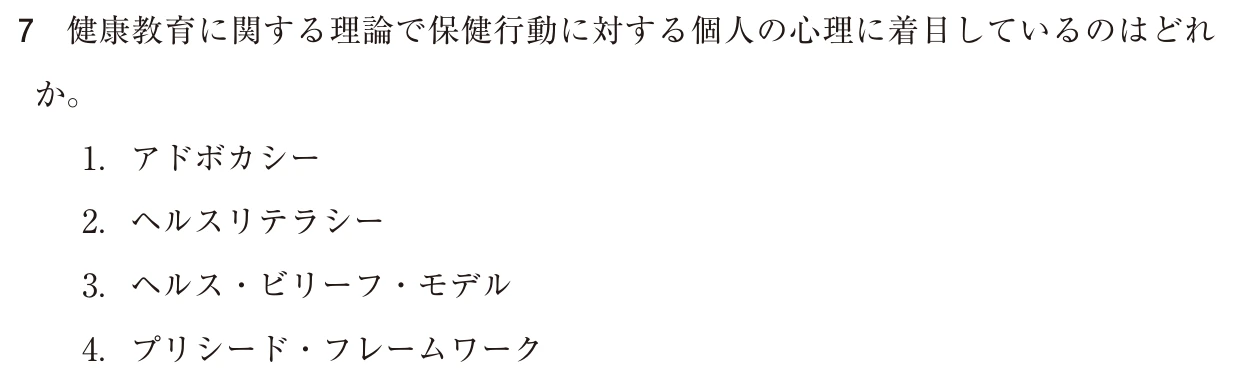 7 健康教育に関する理論で保健行動に対する個人の心理に着目しているのはどれ
か。
1. アドボカシー
2. ヘルスリテラシー
3. ヘルス・ビリーフ・モデル
4. プリシード・フレームワーク